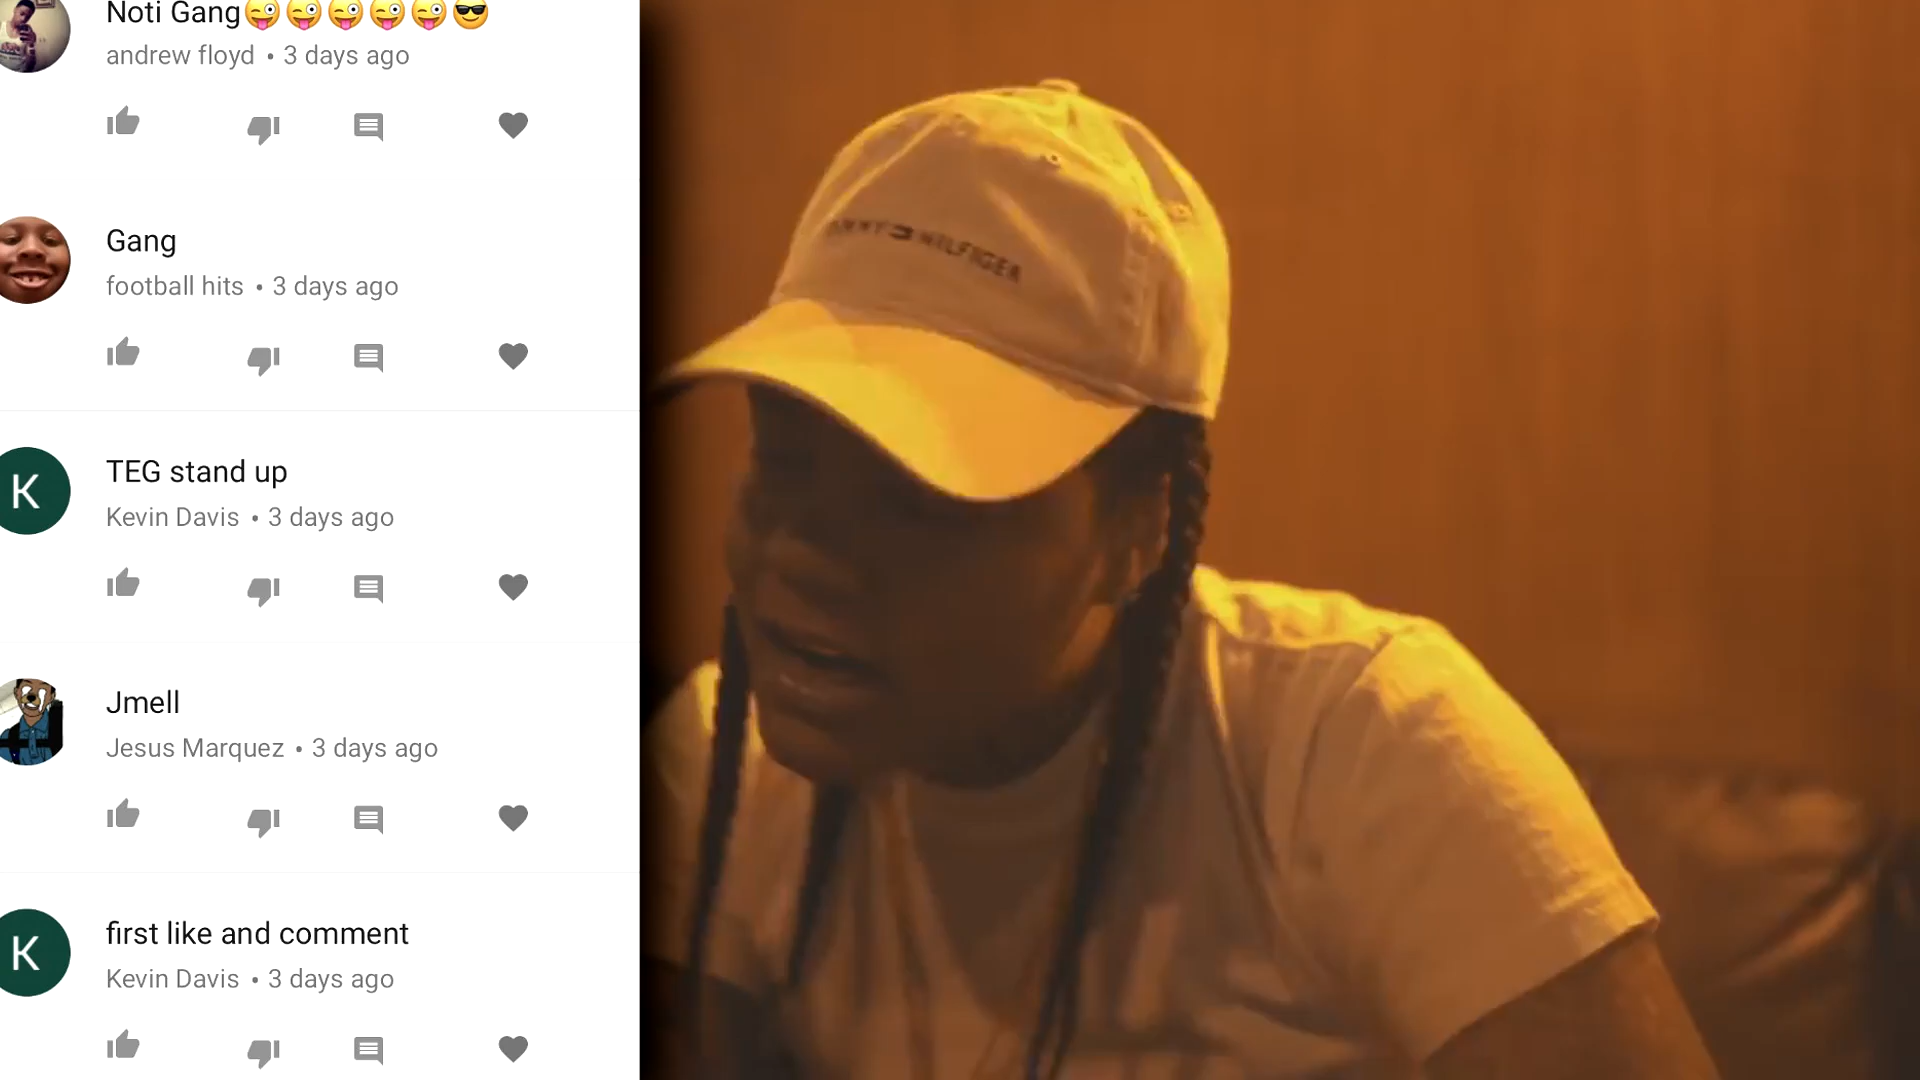 Noti Gang😜😜😜😜😜😎
andrew floyd • 3 days ago
Gang
football hits • 3 days ago
K
TEG stand up
Kevin Davis • 3 days ago
Jmell
Jesus Marquez • 3 days ago
K
first like and comment
Kevin Davis • 3 days ago
HILFIGER